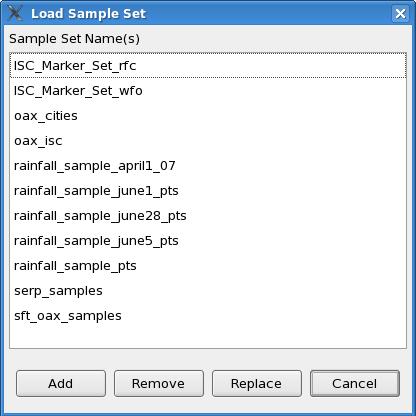 Load Sample Set
Sample Set Name(s)
ISC_Marker_Set_rfc
ISC_Marker_Set_wfo
oax_cities
oax_isc
rainfall_sample_april1_07
rainfall_sample_june1_pts
rainfall_sample_june28_pts
rainfall_sample_june5_pts
rainfall_sample_pts
serp_samples
sft_oax_samples
Add Remove Replace Cancel